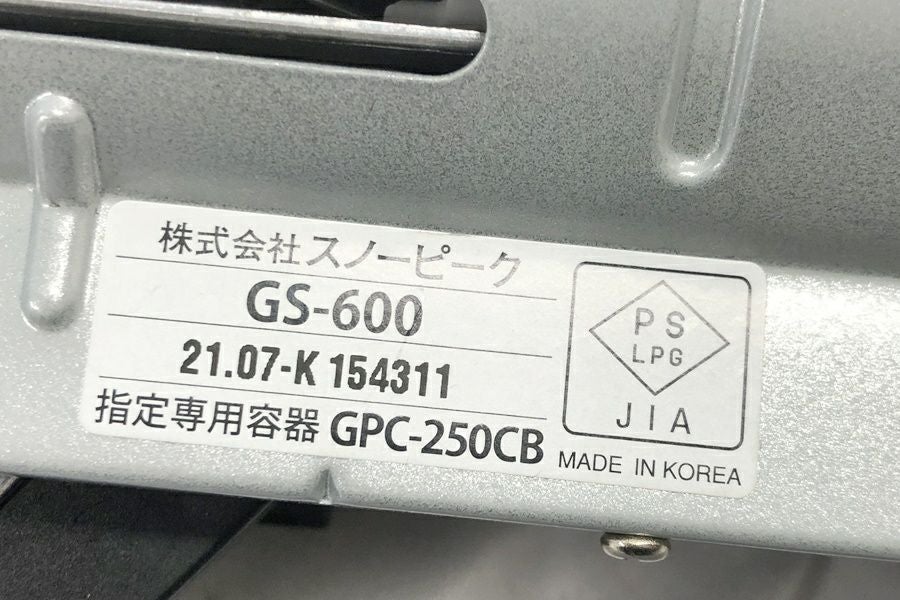 株式会社スノーピーク
GS-600
21.07-K 154311
指定専用容器 GPC-250CB
PS
LPG
JIA
MADE IN KOREA